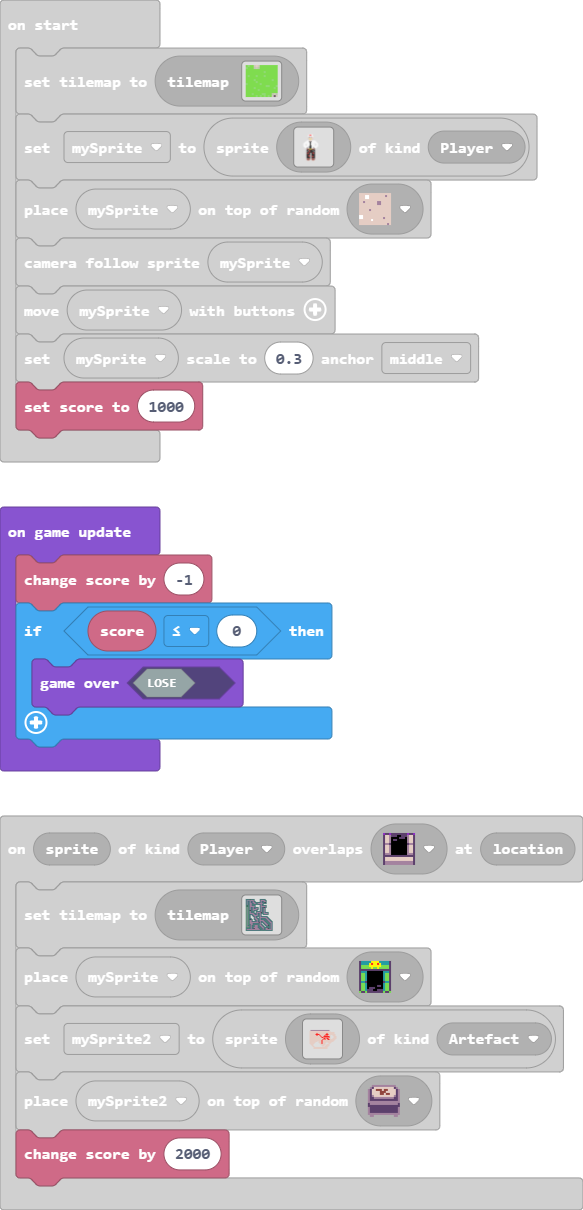 on start
set tilemap to tilemap
set mySprite to sprite of kind Player
place mySprite on top of random
camera follow sprite mySprite
move mySprite with buttons
set mySprite scale to 0.3 anchor middle
set score to 1000
on game update
change score by -1
if score ≤ 0 then
game over LOSE
on sprite of kind Player overlaps at location
set tilemap to tilemap
place mySprite on top of random
set mySprite2 to sprite of kind Artefact
place mySprite2 on top of random
change score by 2000